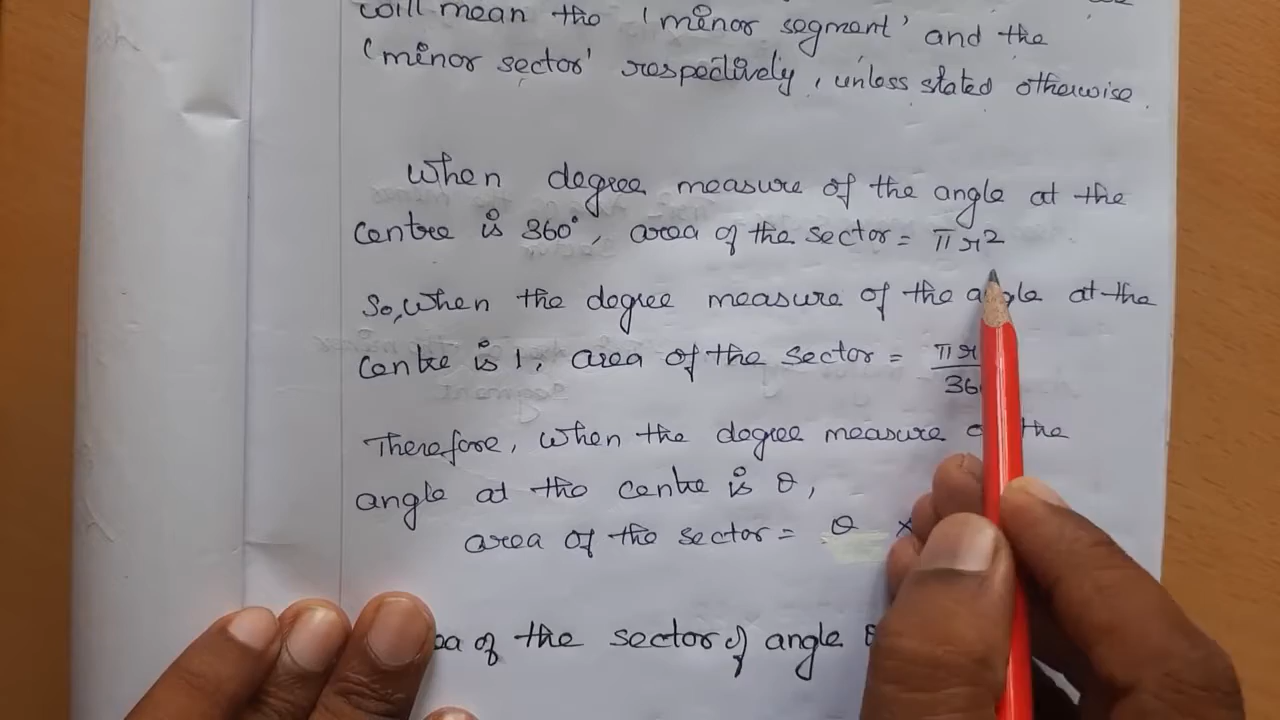 will mean the 'minor segment' and the
'minor sector' respectively, unless stated otherwise.
When degree measure of the angle at the
centre is 360°, area of the sector = πr²
So, when the degree measure of the angle at the
centre is 1, area of the sector = πr
36
Therefore, when the degree measure the
angle at the centre is θ,
area of the sector = θ ×
of the sector of angle